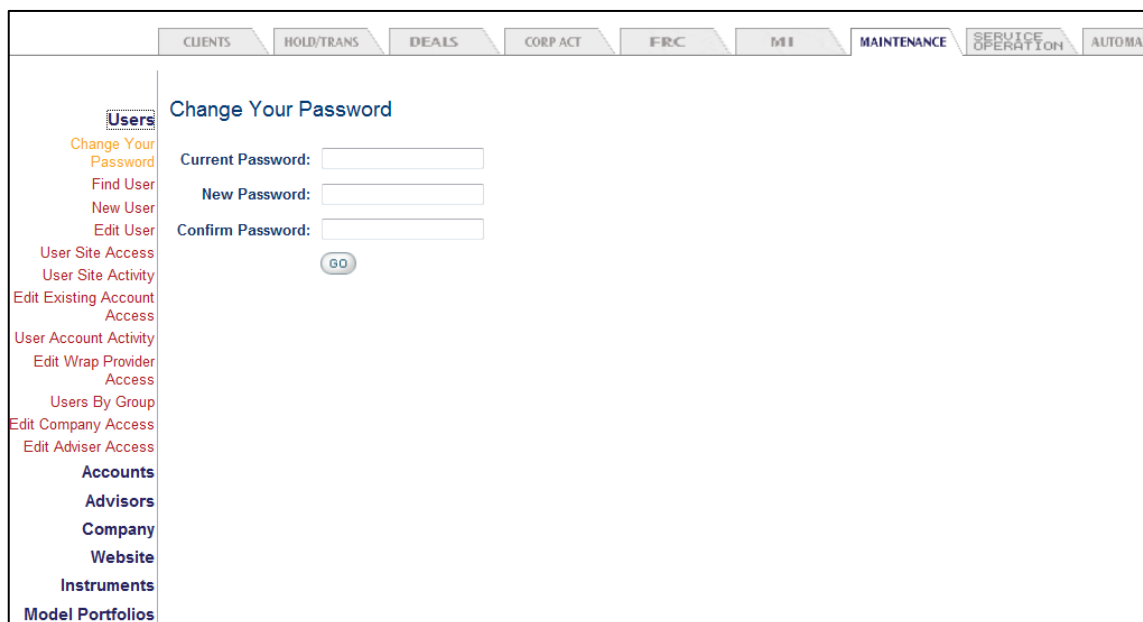 CLIENTS
HOLD/TRANS
DEALS
CORP ACT
FRC
MI
MAINTENANCE
SERVICE
OPERATION
AUTOMA
Users
Change Your
Password
Find User
New User
Edit User
User Site Access
User Site Activity
Edit Existing Account
Access
User Account Activity
Edit Wrap Provider
Access
Users By Group
Edit Company Access
Edit Adviser Access
Accounts
Advisors
Company
Website
Instruments
Model Portfolios
Change Your Password
Current Password:
New Password:
Confirm Password:
GO